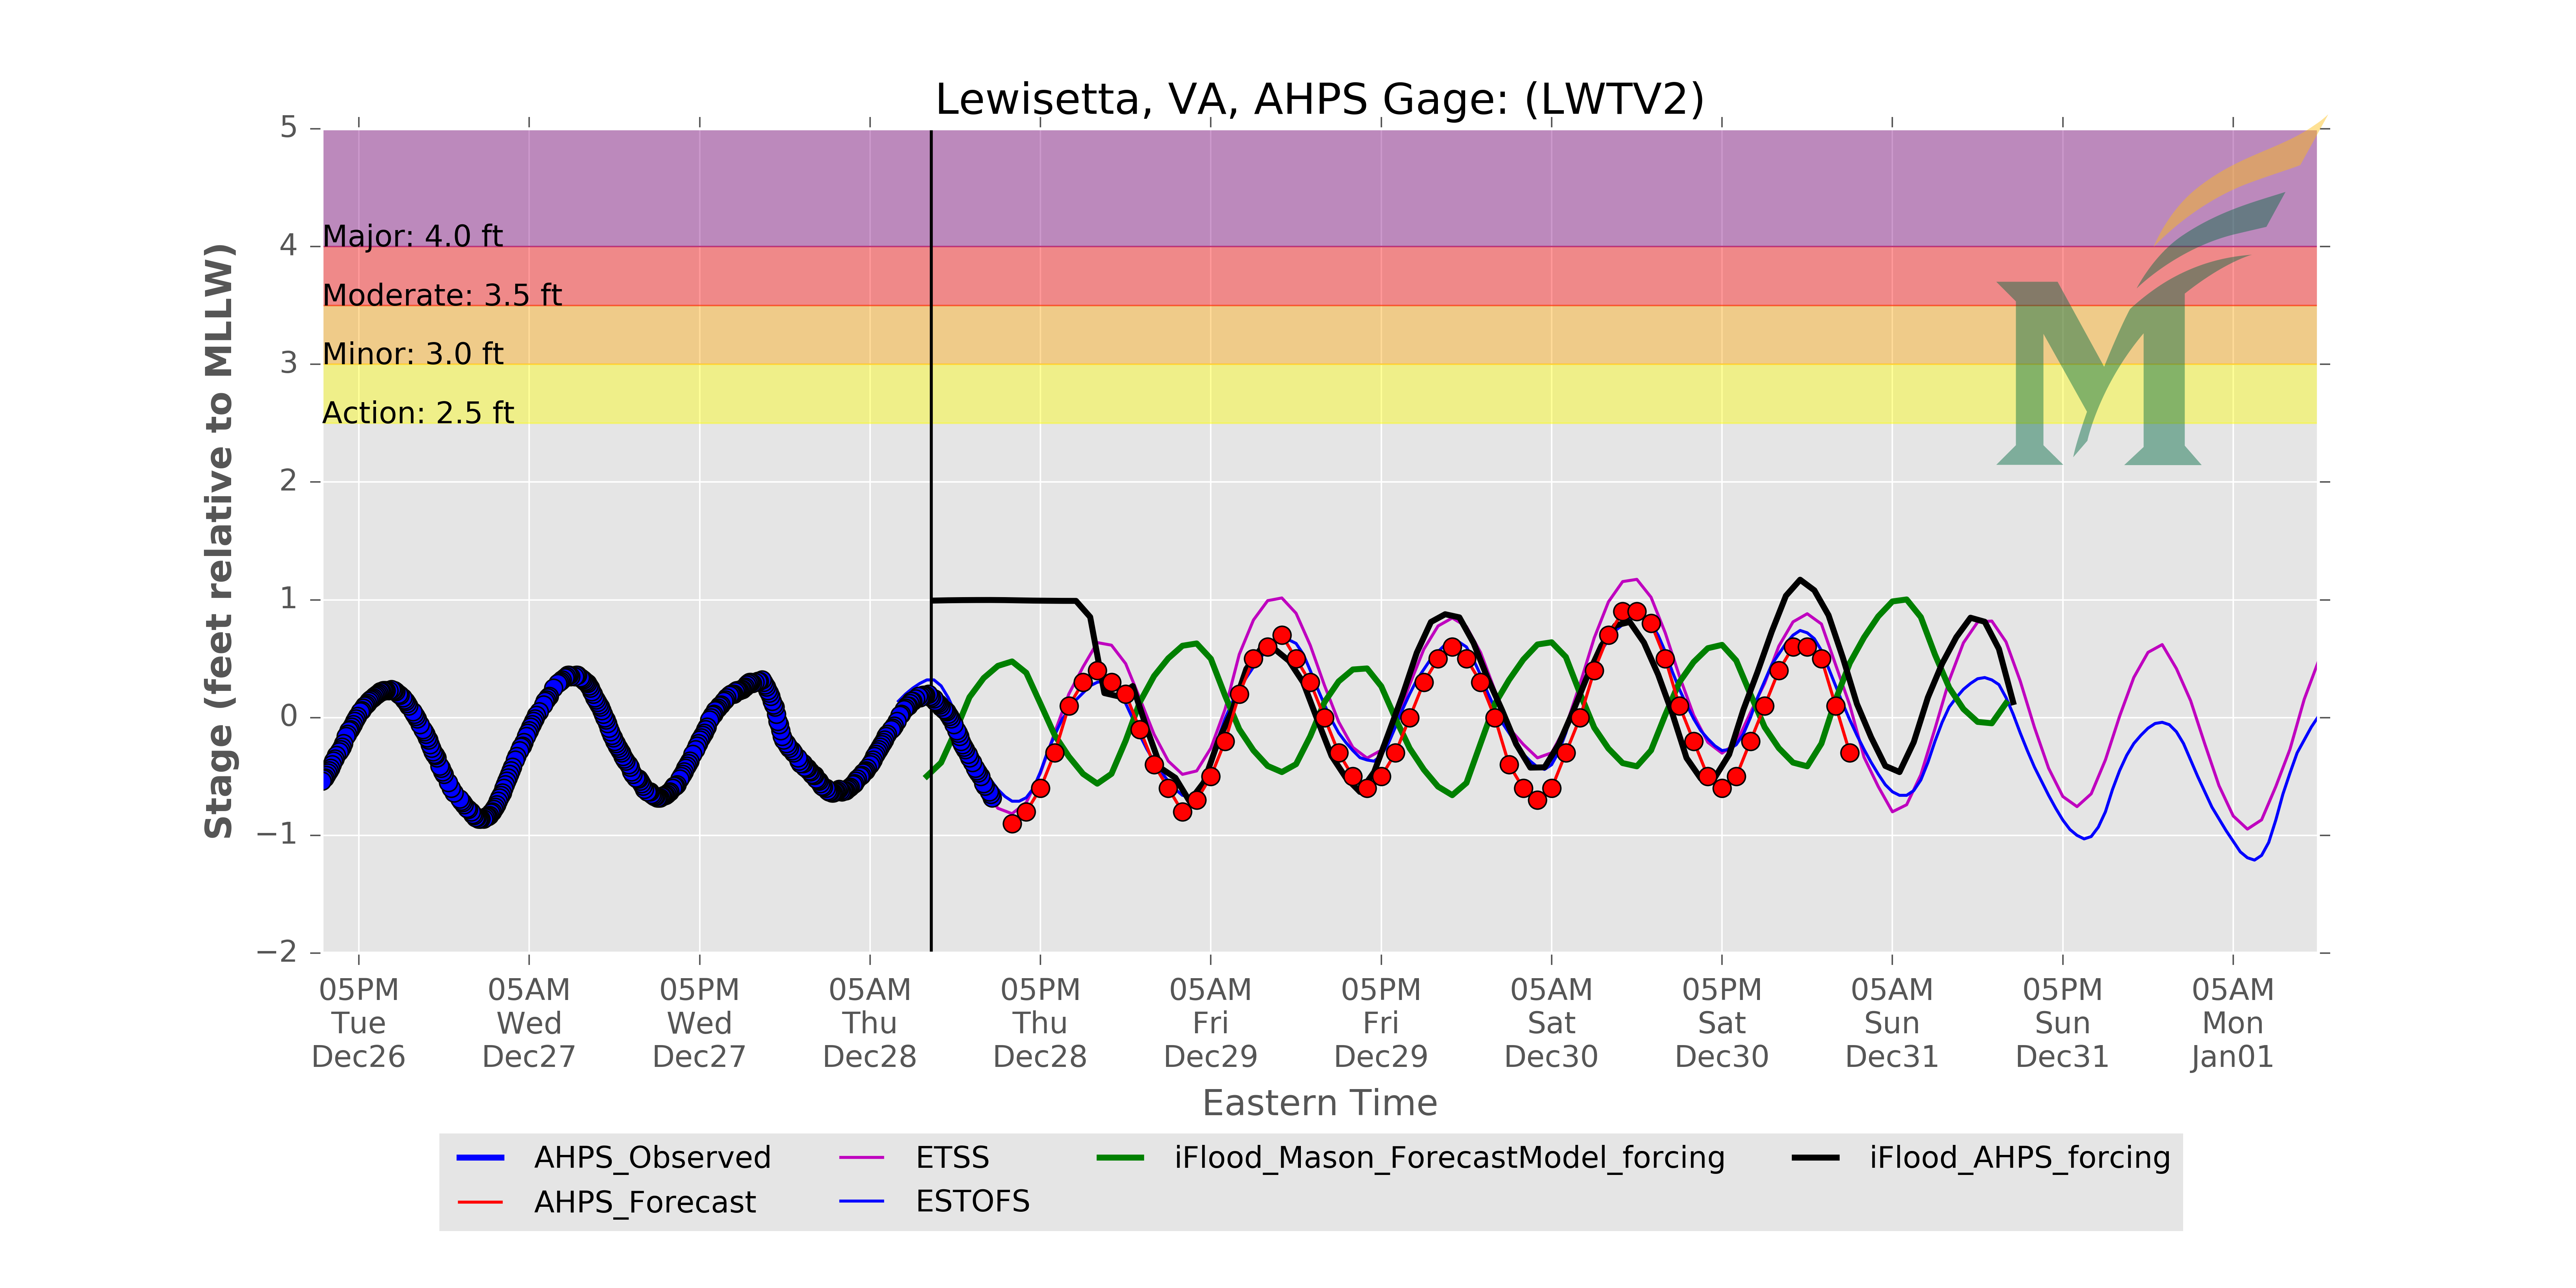 Lewisetta, VA, AHPS Gage: (LWTV2)
Stage (feet relative to MLLW)
5
4
3
2
1
0
−1
−2
Major: 4.0 ft
Moderate: 3.5 ft
Minor: 3.0 ft
Action: 2.5 ft
M
05PM 05AM 05PM 05AM 05PM 05AM 05PM 05AM 05PM 05AM 05PM 05AM
Tue Wed Wed Thu Thu Fri Fri Sat Sat Sun Sun Mon
Dec26 Dec27 Dec27 Dec28 Dec28 Dec29 Dec29 Dec30 Dec30 Dec31 Dec31 Jan01
Eastern Time
AHPS_Observed ETSS iFlood_Mason_ForecastModel_forcing iFlood_AHPS_forcing
AHPS_Forecast ESTOFS